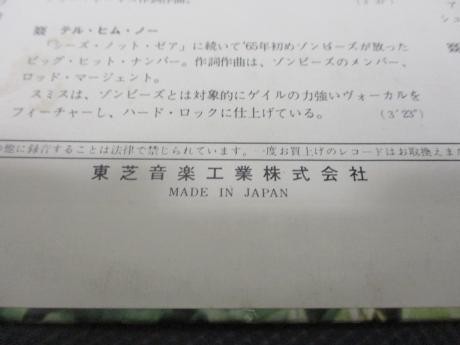 テル・ヒム・ノー
「シーズ・ノット・ゼア」に続いて'65年初めゾンビーズが放った
ビッグ・ヒット・ナンバー。作詞作曲は、ゾンビーズのメンバー、
ロッド・マージェント。
スミスは、ゾンビーズとは対象的にゲイルの力強いヴォーカルを
フィーチャーし、ハード・ロックに仕上げている。 (3′23″)
の他に録音することは法律で禁じられています。一度お買上げのレコードはお取換えま
東芝音楽工業株式会社
MADE IN JAPAN